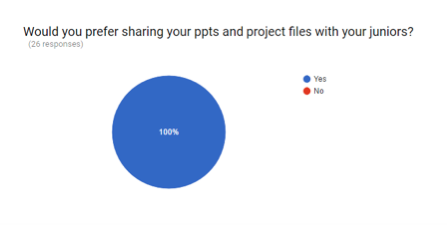 Would you prefer sharing your ppts and project files with your juniors?
(26 responses)
Yes
No
100%